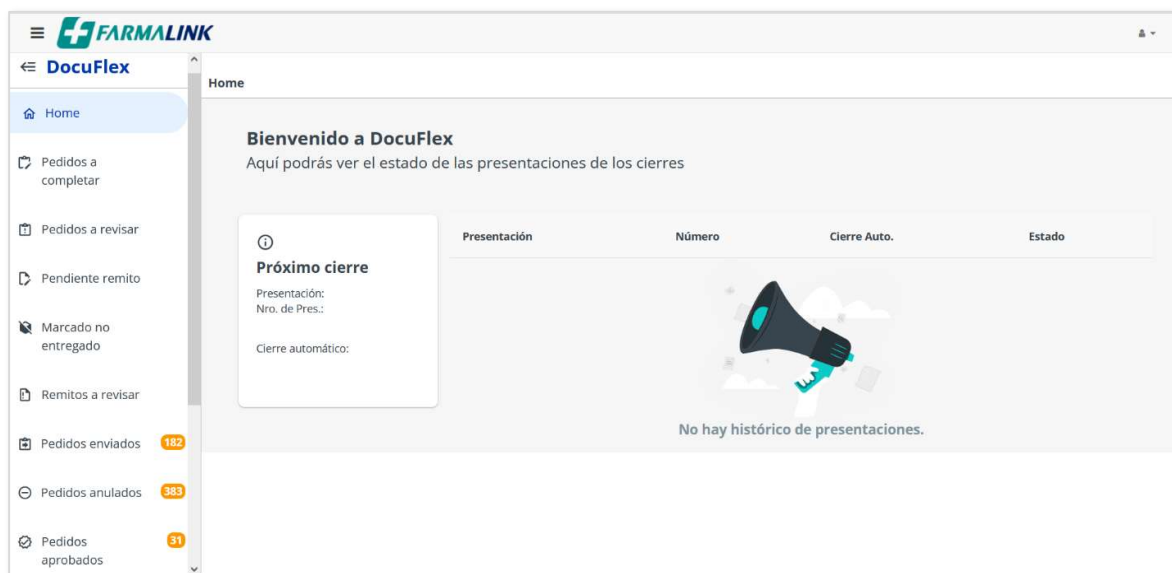 FARMALINK
DocuFlex
Home
Home
Pedidos a
completar
Pedidos a revisar
Pendiente remito
Marcado no
entregado
Remitos a revisar
Pedidos enviados 182
Pedidos anulados 383
Pedidos 31
aprobados
Bienvenido a DocuFlex
Aquí podrás ver el estado de las presentaciones de los cierres
Próximo cierre
Presentación:
Nro. de Pres.:
Cierre automático:
Presentación Número Cierre Auto. Estado
No hay histórico de presentaciones.